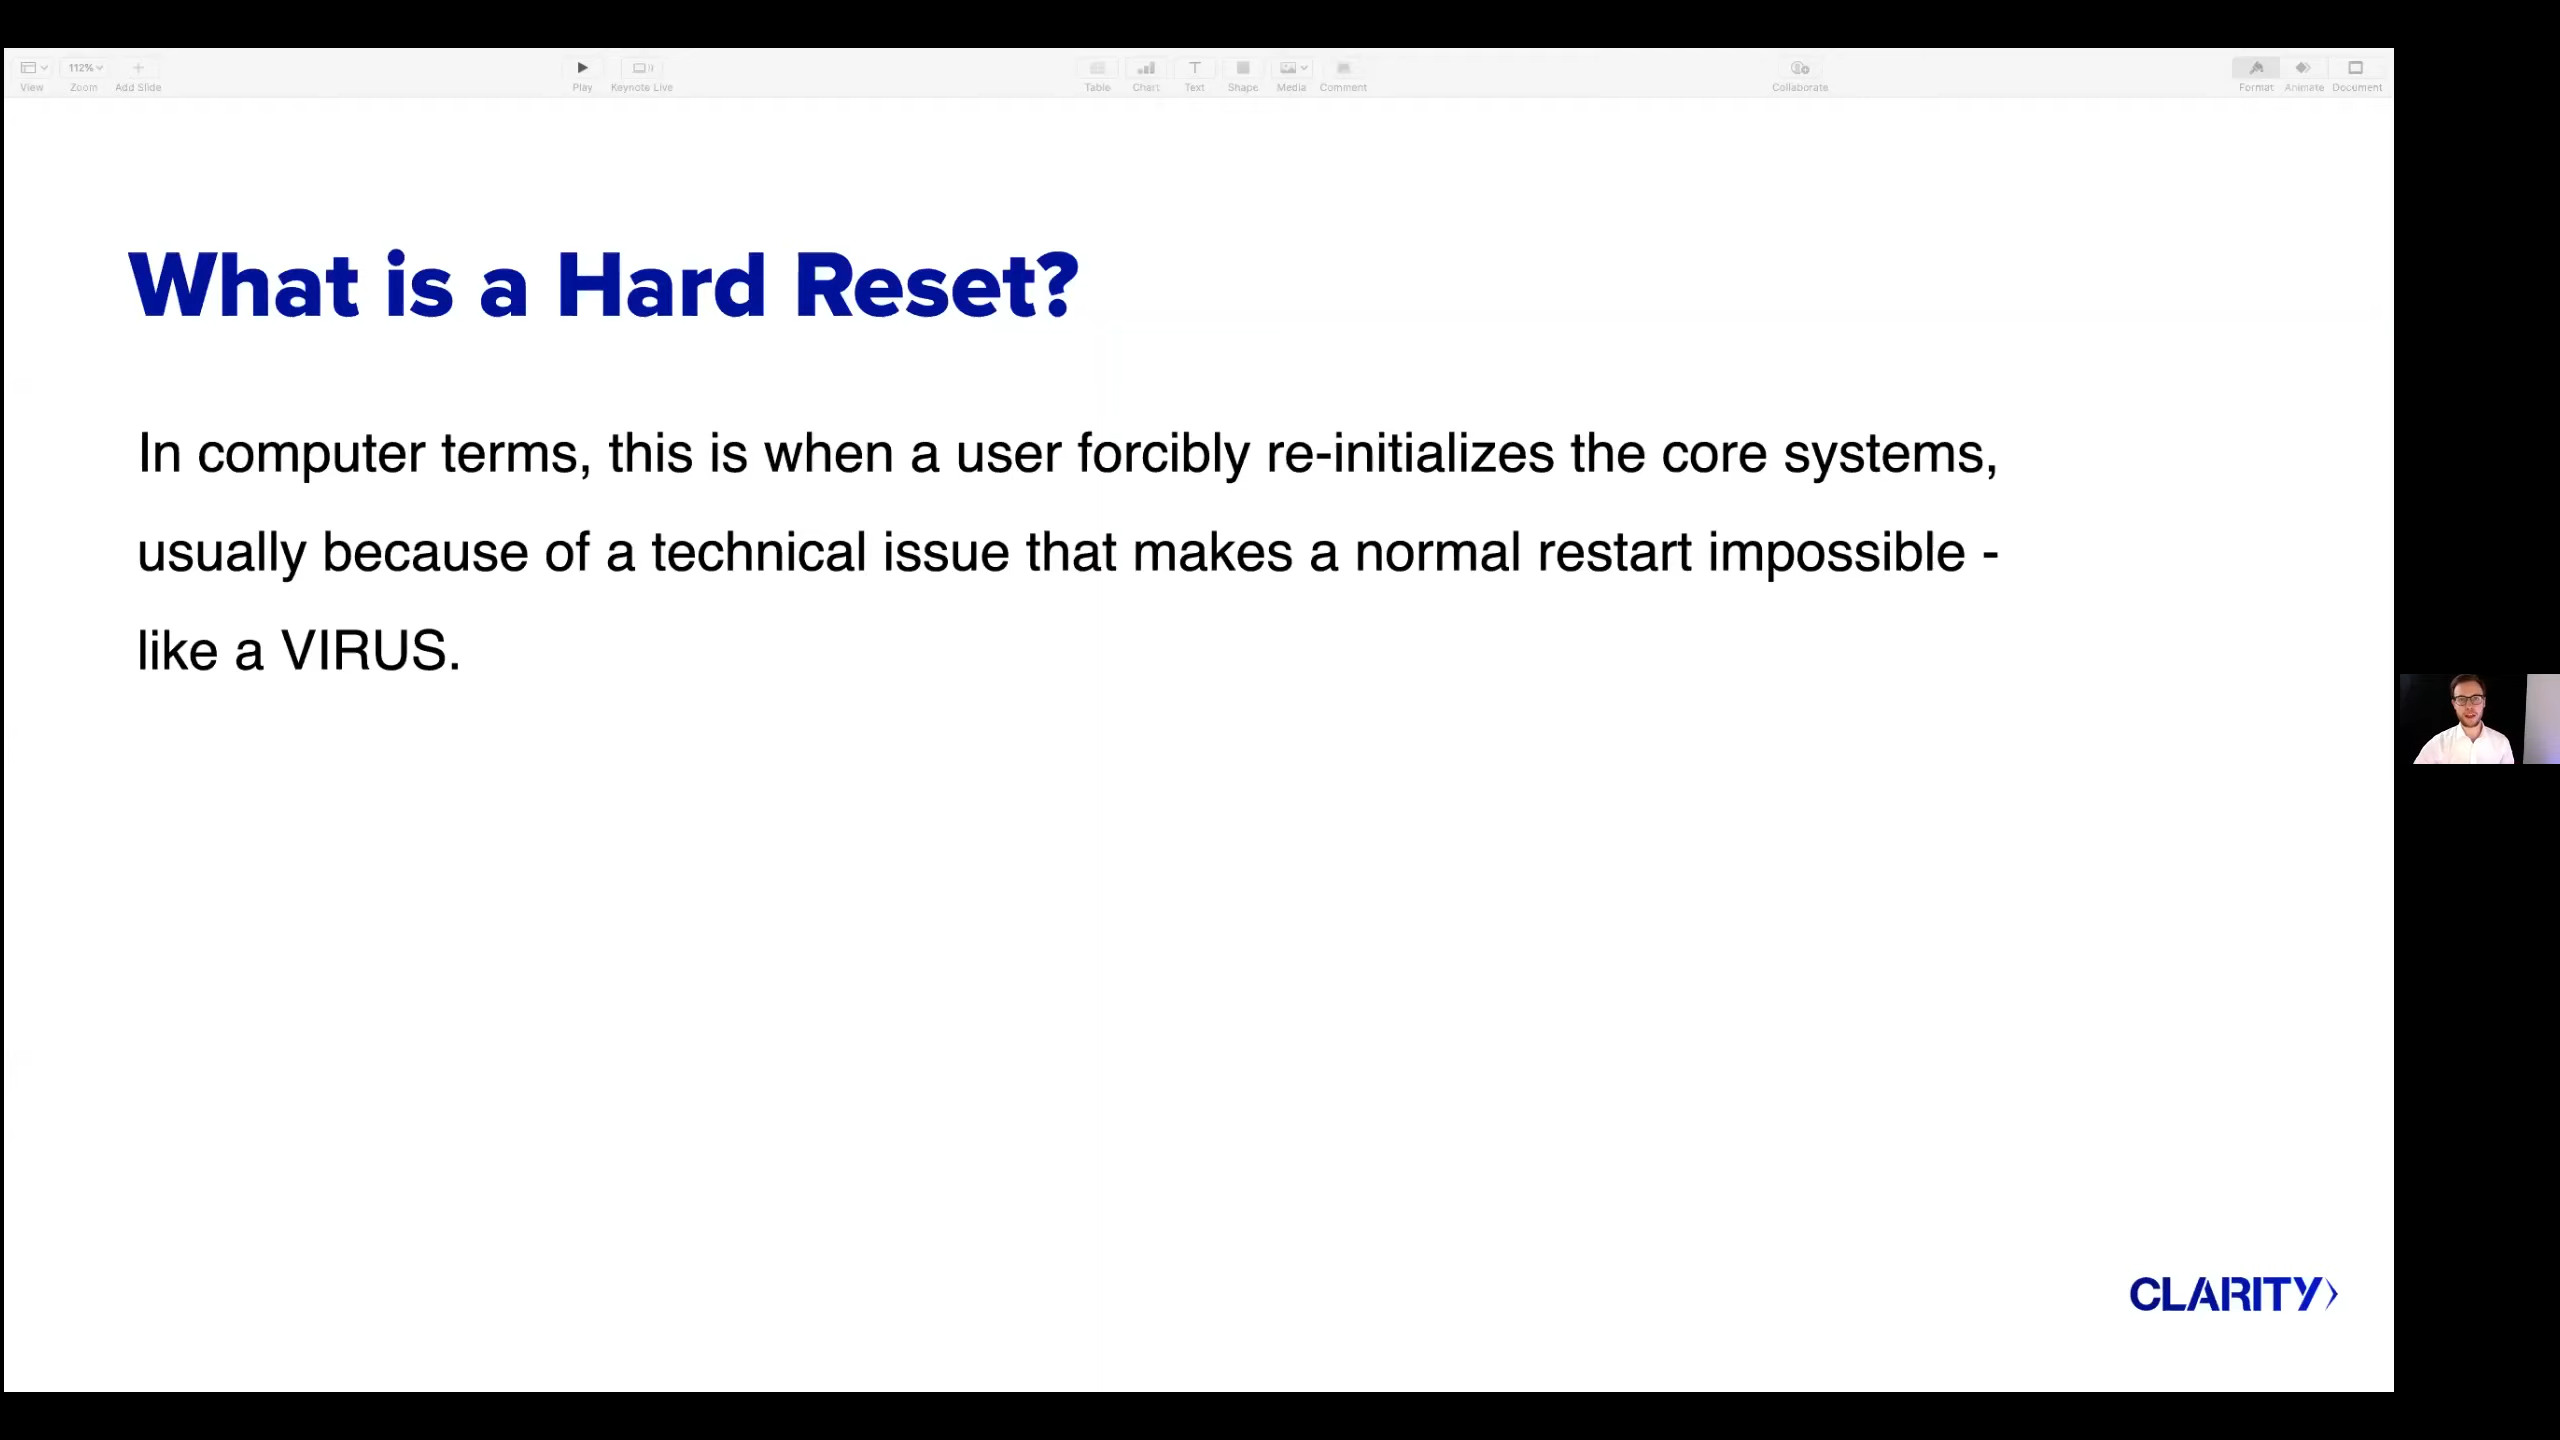 112%
View Zoom Add Slide Play Keynote Live Table Chart Text Shape Media Comment Collaborate Format Animate Document
What is a Hard Reset?
In computer terms, this is when a user forcibly re-initializes the core systems,
usually because of a technical issue that makes a normal restart impossible -
like a VIRUS.
CLARITY